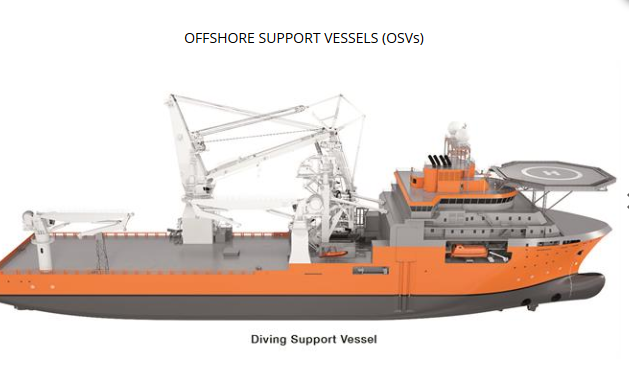 OFFSHORE SUPPORT VESSELS (OSVs)
H
Diving Support Vessel